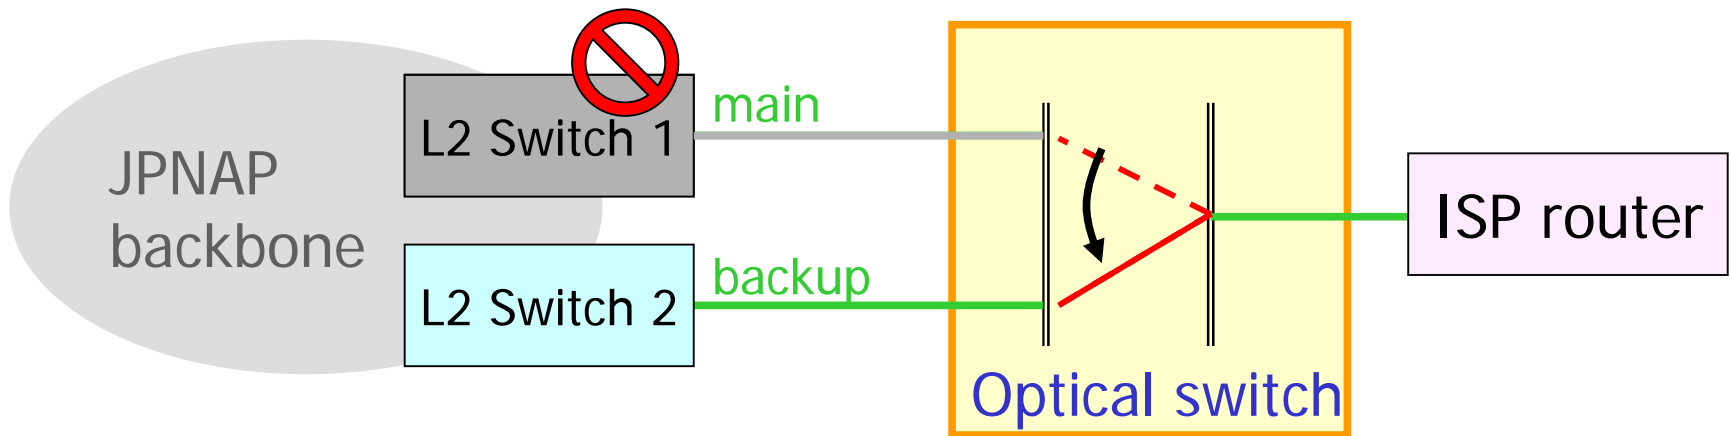 JPNAP
backbone
L2 Switch 1
L2 Switch 2
main
backup
Optical switch
ISP router